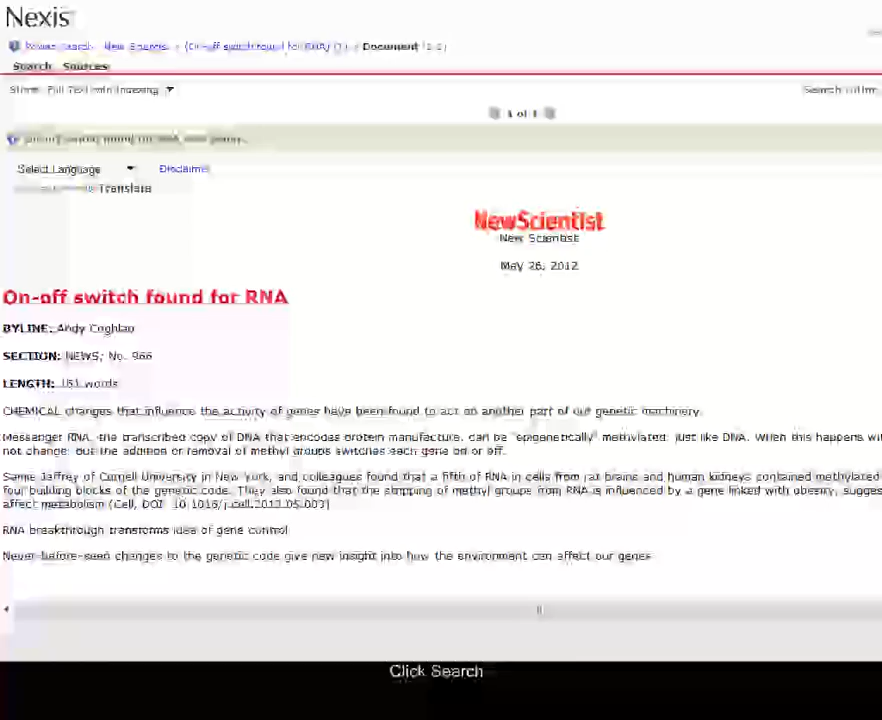 Nexis
Power Search New Sources (On-off switch found for RNA) (1) Document
Search Sources
Show: Full Text with Indexing Search within
1 of 1
Select Language Disclaimer
Translate
NewScientist
New Scientist
May 26, 2012
On-off switch found for RNA
BYLINE: Andy Coghlan
SECTION: NEWS; No. 966
LENGTH: 161 words
CHEMICAL changes that influence the activity of genes have been found to act on another part of our genetic machinery.
Messenger RNA, the transcribed copy of DNA that encodes protein manufacture, can be "epigenetically" methylated, just like DNA. When this happens
not change, but the addition or removal of methyl groups switches each gene on or off.
Samie Jaffrey of Cornell University in New York, and colleagues found that a fifth of RNA in cells from rat brains and human kidneys contained methylated
four building blocks of the genetic code. They also found that the stripping of methyl groups from RNA is influenced by a gene linked with obesity, sugges
affect metabolism (Cell, DOI: 10.1016/j.cell.2012.05.003)
RNA breakthrough transforms idea of gene control
Never-before-seen changes to the genetic code give new insight into how the environment can affect our genes
Click Search